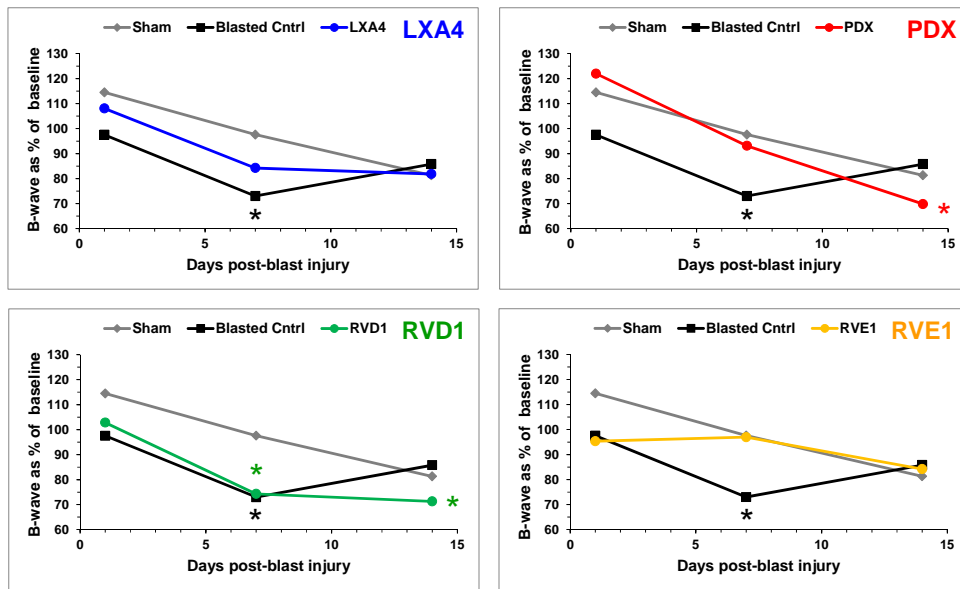 Sham Blasted Cntrl LXA4 LXA4
130
120
110
100
90
80
70
60
B-wave as % of baseline
*
0 5 10 15
Days post-blast injury
Sham Blasted Cntrl PDX PDX
130
120
110
100
90
80
70
60
B-wave as % of baseline
*
*
0 5 10 15
Days post-blast injury
Sham Blasted Cntrl RVD1 RVD1
130
120
110
100
90
80
70
60
B-wave as % of baseline
*
*
*
0 5 10 15
Days post-blast injury
Sham Blasted Cntrl RVE1 RVE1
130
120
110
100
90
80
70
60
B-wave as % of baseline
*
0 5 10 15
Days post-blast injury